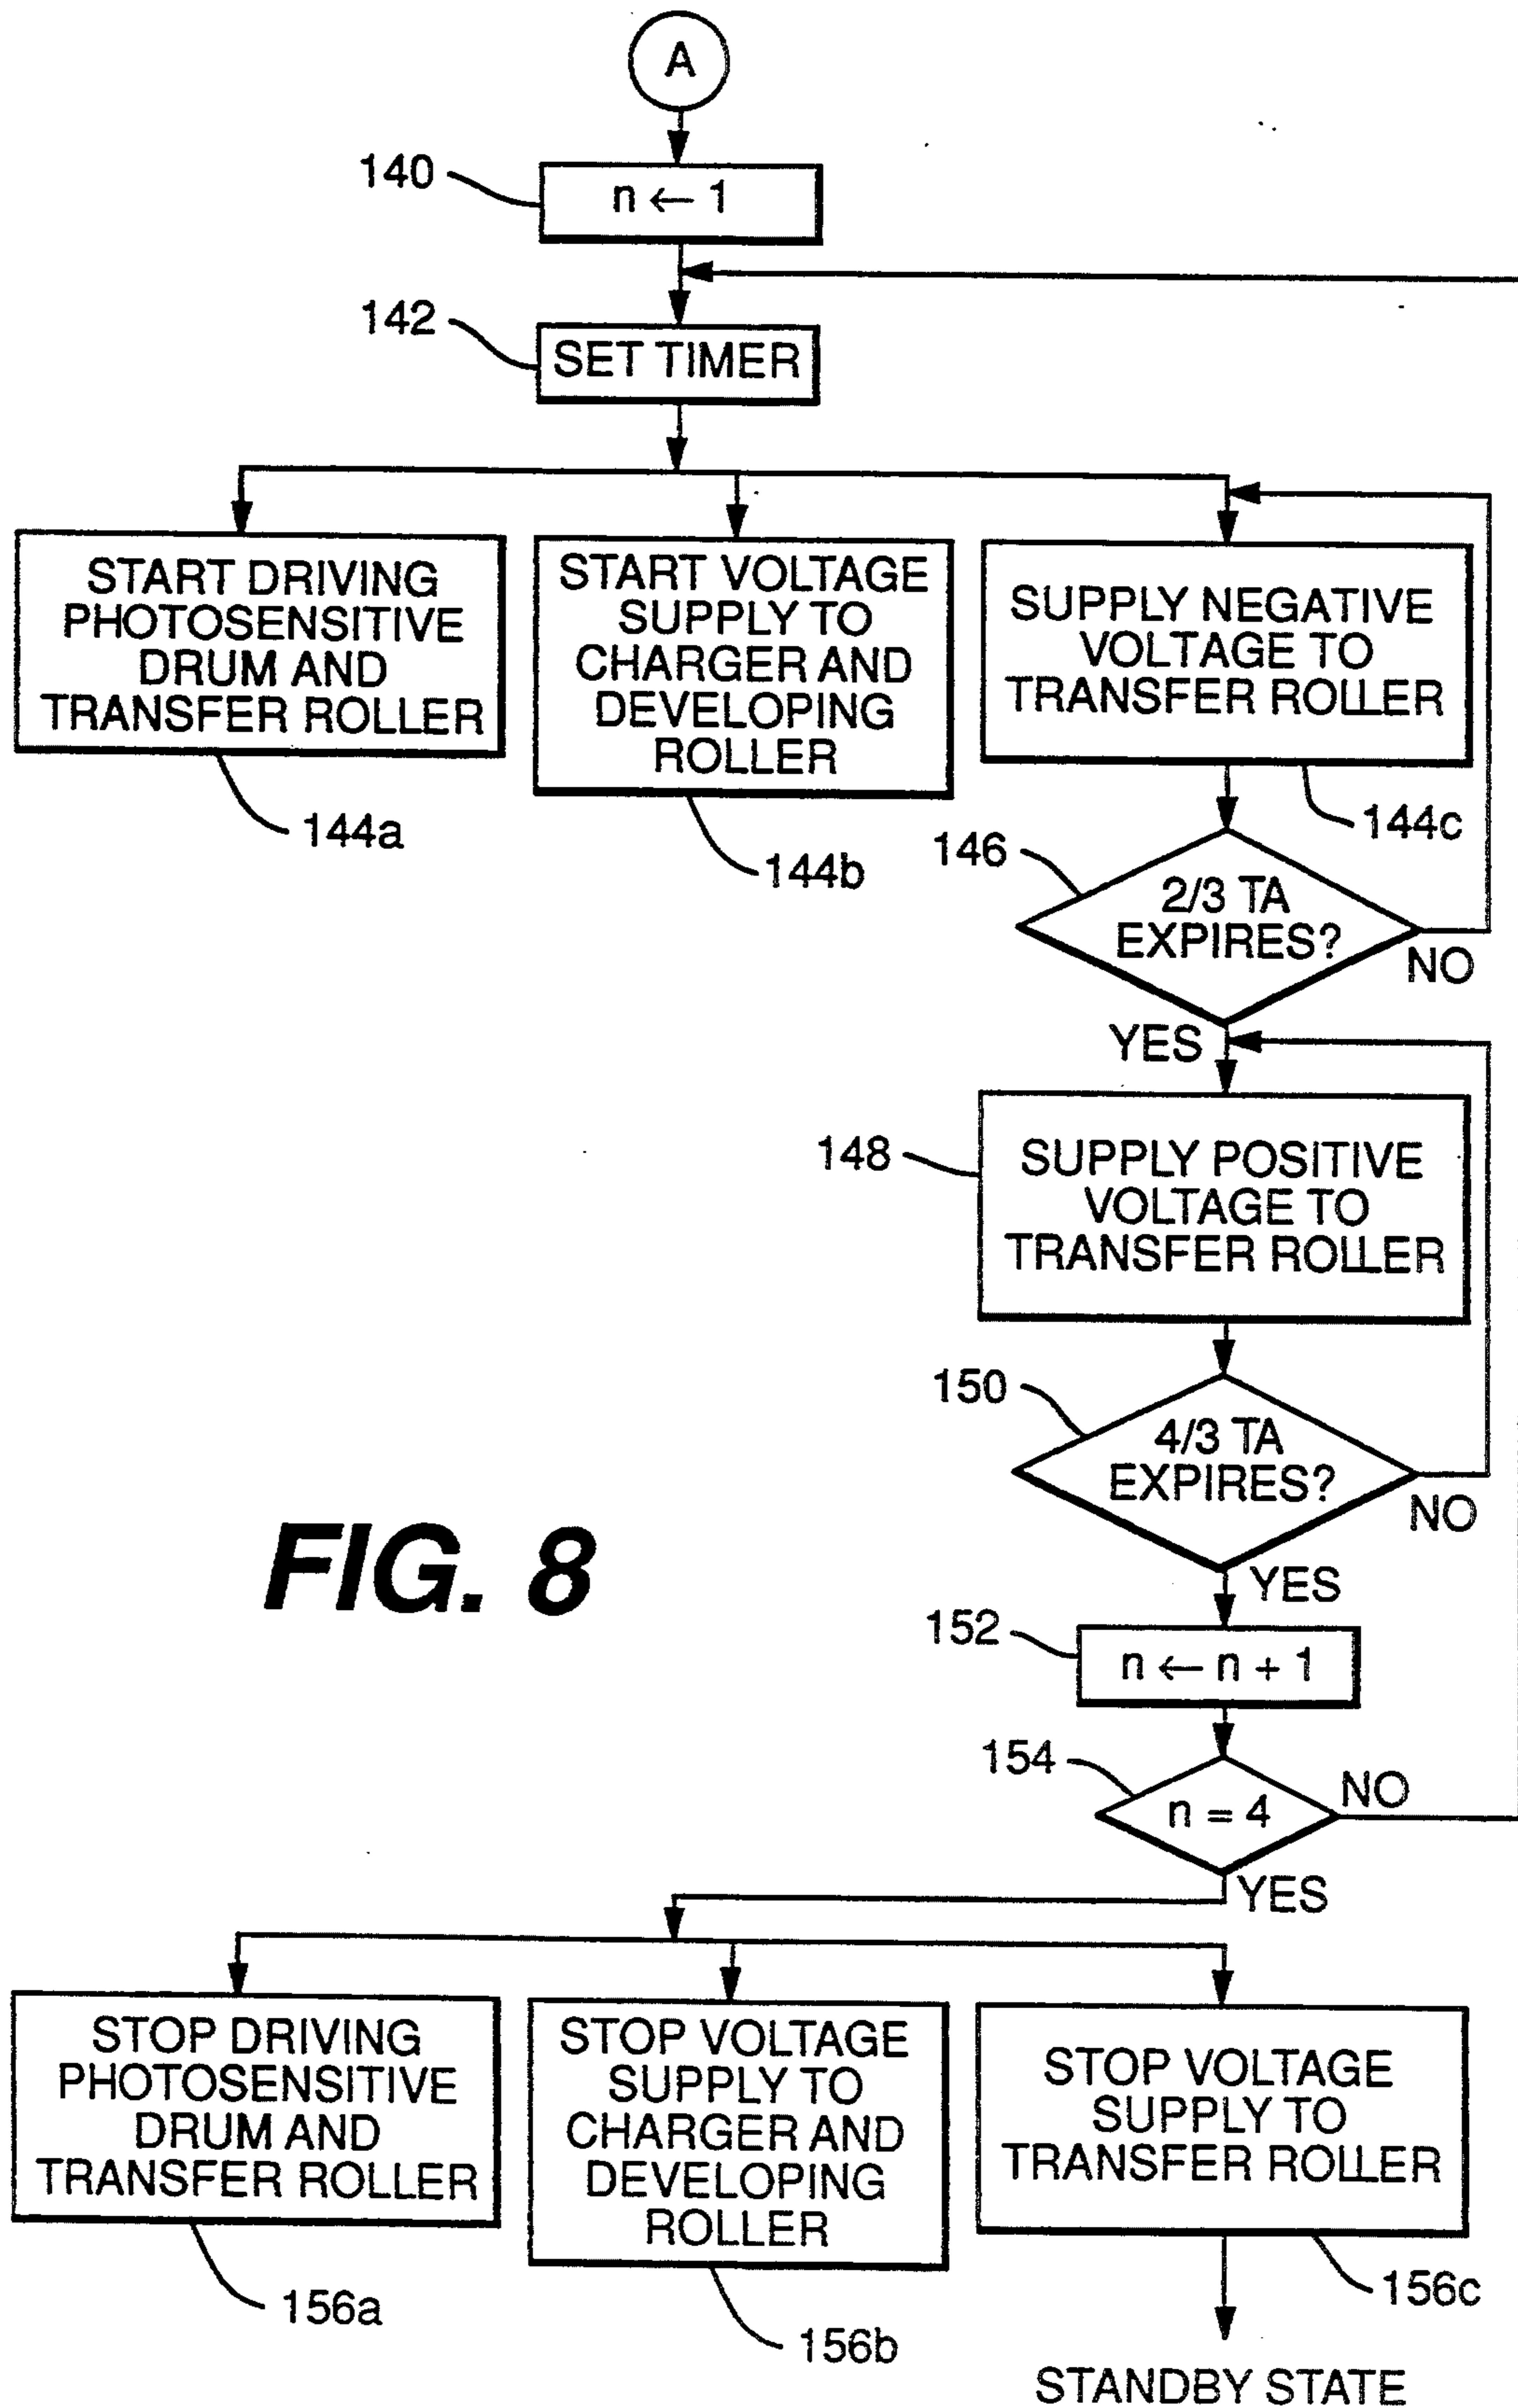 A
140
n ← 1
142
SET TIMER
START DRIVING
PHOTOSENSITIVE
DRUM AND
TRANSFER ROLLER
144a
START VOLTAGE
SUPPLY TO
CHARGER AND
DEVELOPING
ROLLER
144b
SUPPLY NEGATIVE
VOLTAGE TO
TRANSFER ROLLER
144c
146
2/3 TA
EXPIRES?
NO
YES
148
SUPPLY POSITIVE
VOLTAGE TO
TRANSFER ROLLER
150
4/3 TA
EXPIRES?
NO
YES
FIG. 8
152
n ← n + 1
154
n = 4
NO
YES
STOP DRIVING
PHOTOSENSITIVE
DRUM AND
TRANSFER ROLLER
156a
STOP VOLTAGE
SUPPLY TO
CHARGER AND
DEVELOPING
ROLLER
156b
STOP VOLTAGE
SUPPLY TO
TRANSFER ROLLER
156c
STANDBY STATE